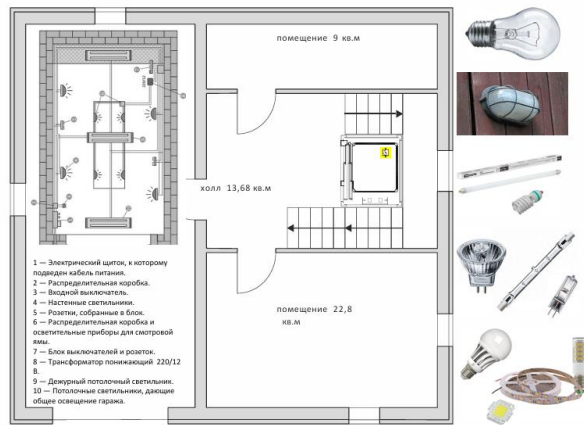 помещение 9 кв.м
холл 13,68 кв.м
1 — Электрический щиток, к которому
подведен кабель питания.
2 — Распределительная коробка.
3 — Входной выключатель.
4 — Настенные светильники.
5 — Розетки, собранные в блок.
6 — Распределительная коробка и
осветительные приборы для смотровой
ямы.
7 — Блок выключателей и розеток.
8 — Трансформатор понижающий 220/12
В.
9 — Дежурный потолочный светильник.
10 — Потолочные светильники, дающие
общее освещение гаража.
помещение 22,8
кв.м